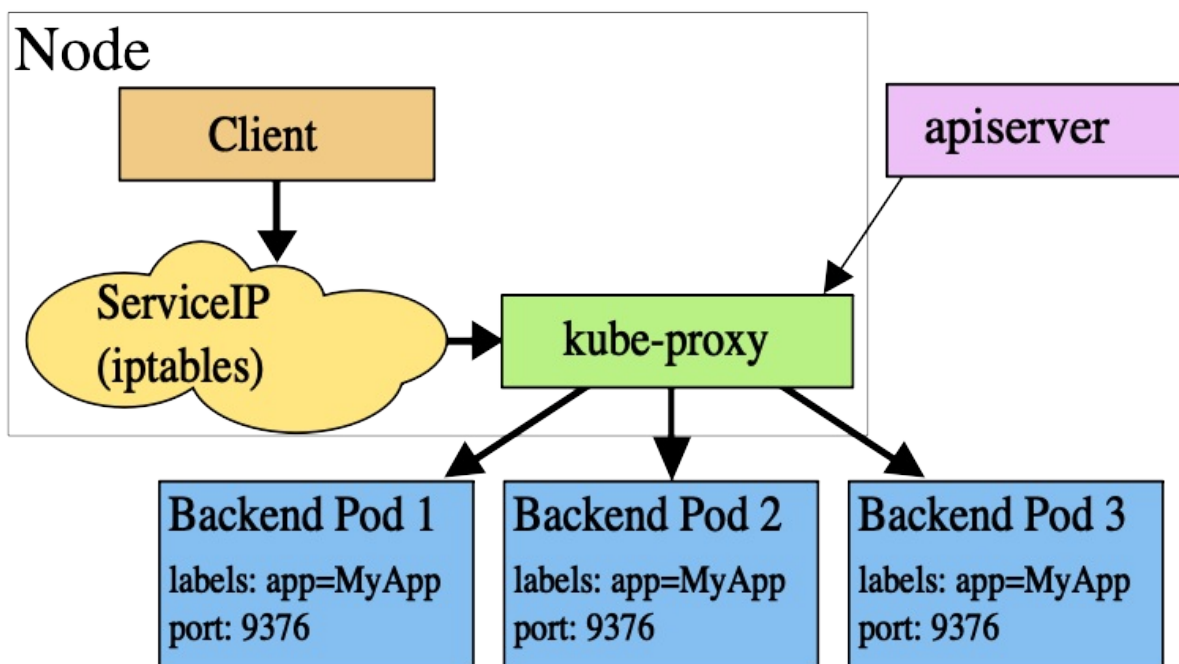 Node
Client
apiserver
ServiceIP
(iptables)
kube-proxy
Backend Pod 1
labels: app=MyApp
port: 9376
Backend Pod 2
labels: app=MyApp
port: 9376
Backend Pod 3
labels: app=MyApp
port: 9376